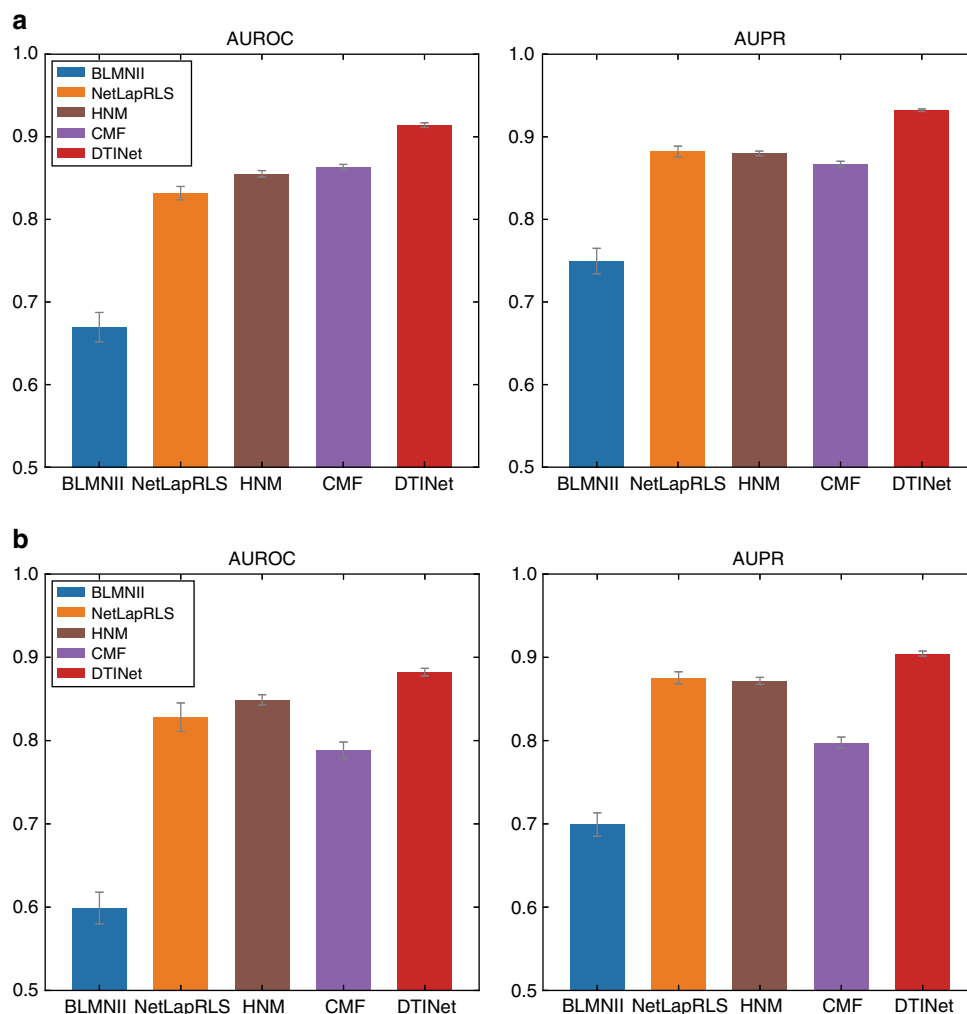 a
AUROC
AUPR
1.0
0.9
0.8
0.7
0.6
0.5
BLMNII
NetLapRLS
HNM
CMF
DTINet
BLMNII NetLapRLS HNM CMF DTINet
1.0
0.9
0.8
0.7
0.6
0.5
BLMNII NetLapRLS HNM CMF DTINet
b
AUROC
AUPR
1.0
0.9
0.8
0.7
0.6
0.5
BLMNII
NetLapRLS
HNM
CMF
DTINet
BLMNII NetLapRLS HNM CMF DTINet
1.0
0.9
0.8
0.7
0.6
0.5
BLMNII NetLapRLS HNM CMF DTINet